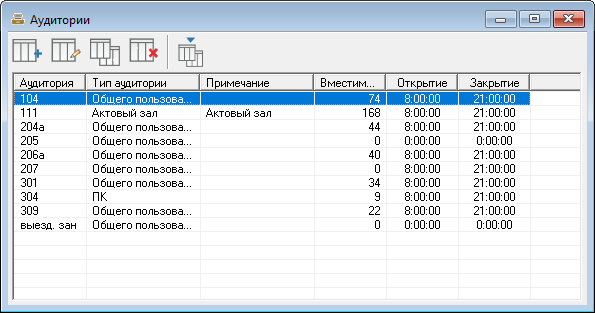 Аудитории
Аудитория Тип аудитории Примечание Вместим... Открытие Закрытие
104 Общего пользова... 74 8:00:00 21:00:00
111 Актовый зал Актовый зал 168 8:00:00 21:00:00
204а Общего пользова... 44 8:00:00 21:00:00
205 Общего пользова... 0 0:00:00 0:00:00
206а Общего пользова... 40 8:00:00 21:00:00
207 Общего пользова... 0 8:00:00 21:00:00
301 Общего пользова... 34 8:00:00 21:00:00
304 ПК 9 8:00:00 21:00:00
309 Общего пользова... 22 8:00:00 21:00:00
выезд. зан Общего пользова... 0 0:00:00 0:00:00